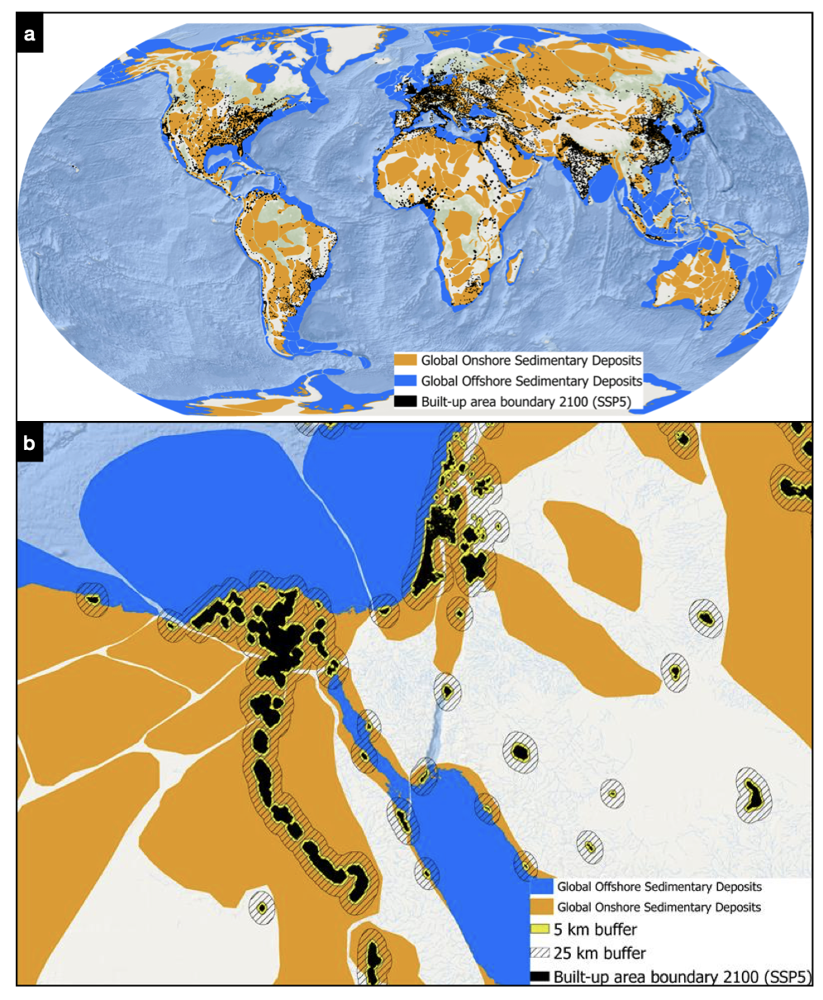 a
Global Onshore Sedimentary Deposits
Global Offshore Sedimentary Deposits
Built-up area boundary 2100 (SSP5)
b
Global Offshore Sedimentary Deposits
Global Onshore Sedimentary Deposits
5 km buffer
25 km buffer
Built-up area boundary 2100 (SSP5)